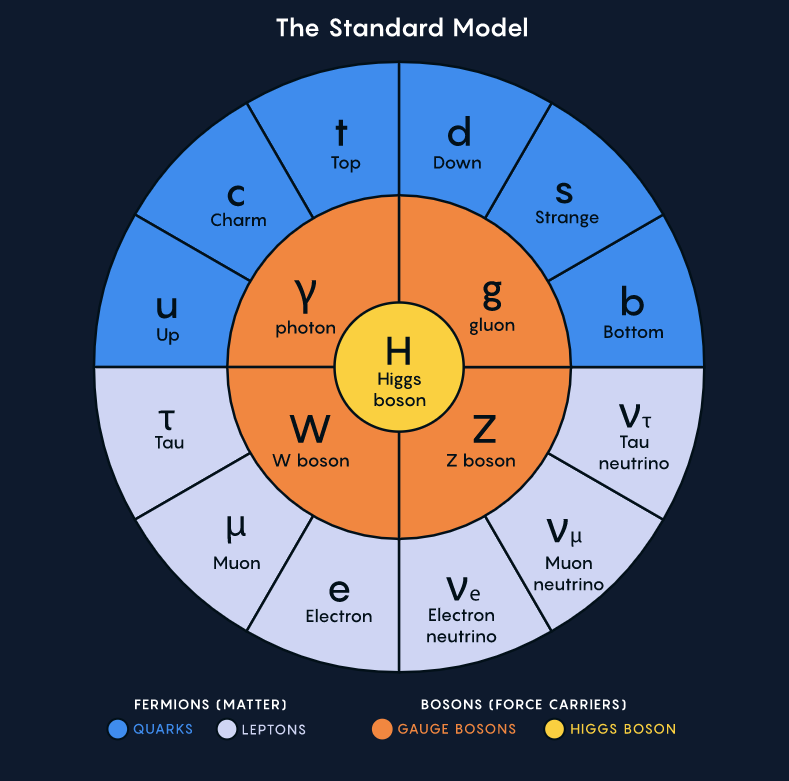 The Standard Model
t
Top
d
Down
c
Charm
s
Strange
u
Up
b
Bottom
γ
photon
g
gluon
H
Higgs
boson
W
W boson
Z
Z boson
τ
Tau
ντ
Tau
neutrino
μ
Muon
νμ
Muon
neutrino
e
Electron
νe
Electron
neutrino
FERMIONS (MATTER)
QUARKS
LEPTONS
BOSONS (FORCE CARRIERS)
GAUGE BOSONS
HIGGS BOSON